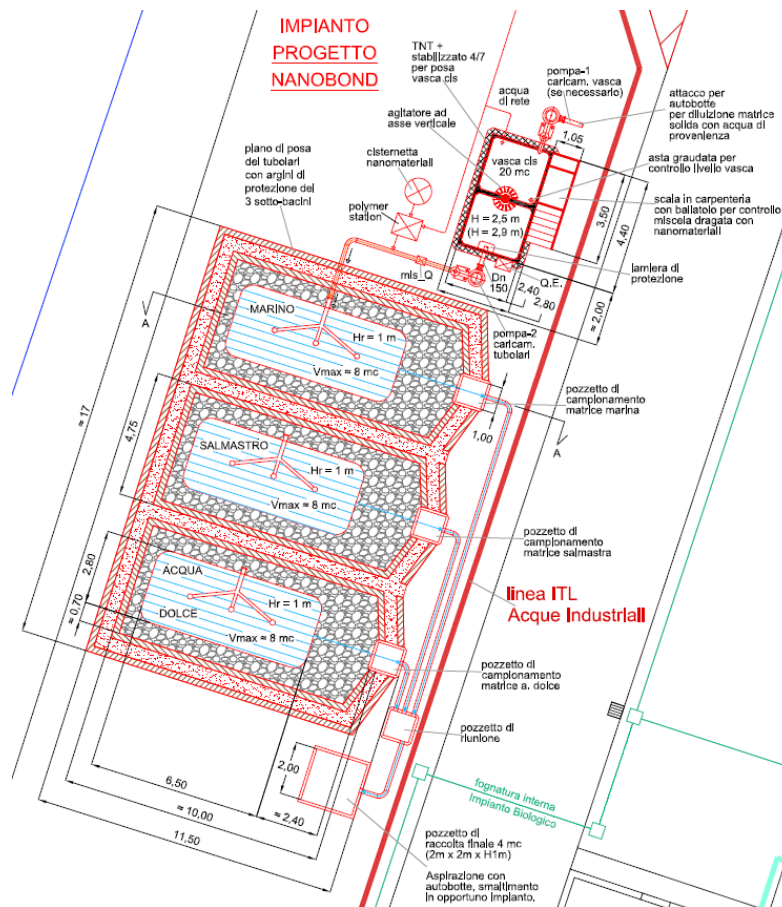 IMPIANTO
PROGETTO
NANOBOND
TNT +
stabilizzato 4/7
per posa
vasca cls
pompa-1
caricam. vasca
(se necessario)
acqua
di rete
attacco per
autobotte
per diluizione matrice
solida con acqua di
provenienza
1,05
agitatore ad
asse verticale
cisternetta
nanomateriali
piano di posa
dei tubolari
con argini di
protezione dei
3 sotto-bacini
polymer
station
vasca cls
20 mc
asta graudata per
controllo livello vasca
scala in carpenteria
con ballatoio per controllo
miscela dragata con
nanomateriali
H = 2,5 m
(H = 2,9 m)
3,50
4,40
lamiera di
protezione
mis_Q
Dn
150
Q.E.
2,40
2,80
≈ 2,00
pompa-2
caricam.
tubolari
A
MARINO
Hr = 1 m
Vmax ≈ 8 mc
pozzetto di
campionamento
matrice marina
1,00
A
≈ 17
4,75
SALMASTRO
Hr = 1 m
Vmax ≈ 8 mc
pozzetto di
campionamento
matrice salmastra
2,80
≈ 0,70
ACQUA
DOLCE
Hr = 1 m
Vmax ≈ 8 mc
linea ITL
Acque Industriali
pozzetto di
campionamento
matrice a. dolce
pozzetto di
riunione
2,00
6,50
≈ 2,40
≈ 10,00
11,50
fognatura interna
Impianto Biologico
pozzetto di
raccolta finale 4 mc
(2m x 2m x H1m)
Aspirazione con
autobotte, smaltimento
in opportuno impianto.